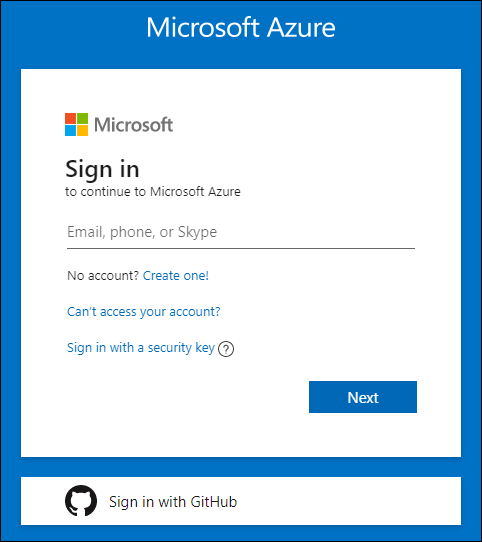 Microsoft Azure
Microsoft
Sign in
to continue to Microsoft Azure
Email, phone, or Skype
No account? Create one!
Can't access your account?
Sign in with a security key ?
Next
Sign in with GitHub